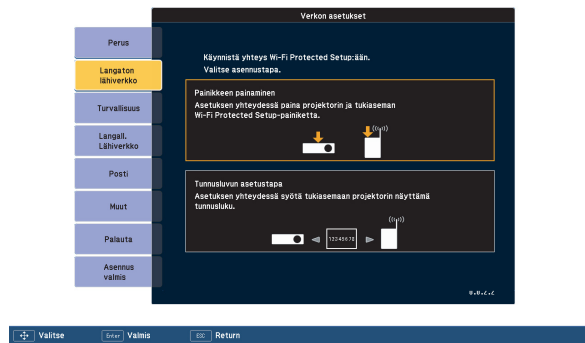 Verkon asetukset
Perus
Langaton
lähiverkko
Turvallisuus
Langall.
Lähiverkko
Posti
Muut
Palauta
Asennus
valmis
Käynnistä yhteys Wi-Fi Protected Setup:ään.
Valitse asennustapa.
Painikkeen painaminen
Asetuksen yhteydessä paina projektorin ja tukiaseman
Wi-Fi Protected Setup-painiketta.
Tunnusluvun asetustapa
Asetuksen yhteydessä syötä tukiasemaan projektorin näyttämä
tunnusluku.
12345678
Valitse
Enter Valmis
ESC Return